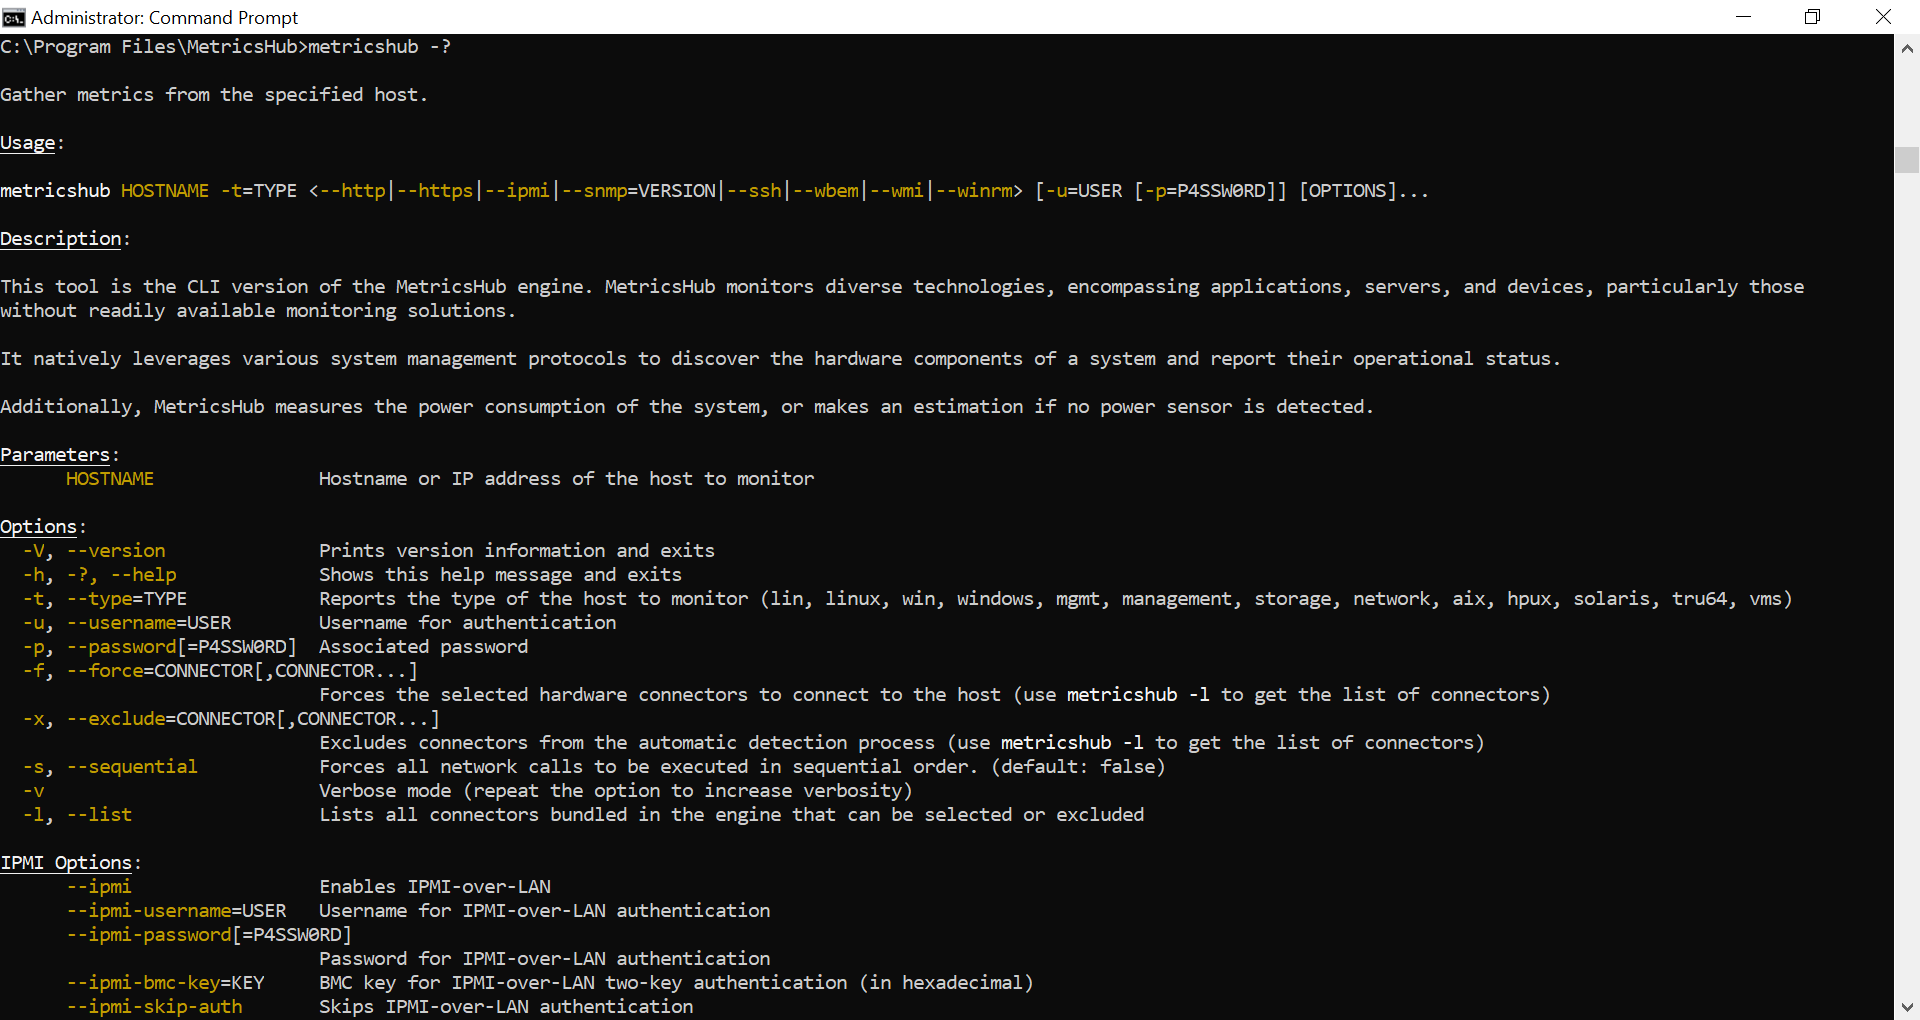 Administrator: Command Prompt
C:\Program Files\MetricsHub>metricshub -?
Gather metrics from the specified host.
Usage:
metricshub HOSTNAME -t=TYPE <--http|--https|--ipmi|--snmp=VERSION|--ssh|--wbem|--wmi|--winrm> [-u=USER [-p=P4SSW0RD]] [OPTIONS]...
Description:
This tool is the CLI version of the MetricsHub engine. MetricsHub monitors diverse technologies, encompassing applications, servers, and devices, particularly those
without readily available monitoring solutions.
It natively leverages various system management protocols to discover the hardware components of a system and report their operational status.
Additionally, MetricsHub measures the power consumption of the system, or makes an estimation if no power sensor is detected.
Parameters:
HOSTNAME Hostname or IP address of the host to monitor
Options:
-V, --version Prints version information and exits
-h, -?, --help Shows this help message and exits
-t, --type=TYPE Reports the type of the host to monitor (lin, linux, win, windows, mgmt, management, storage, network, aix, hpux, solaris, tru64, vms)
-u, --username=USER Username for authentication
-p, --password[=P4SSW0RD] Associated password
-f, --force=CONNECTOR[,CONNECTOR...]
Forces the selected hardware connectors to connect to the host (use metricshub -l to get the list of connectors)
-x, --exclude=CONNECTOR[,CONNECTOR...]
Excludes connectors from the automatic detection process (use metricshub -l to get the list of connectors)
-s, --sequential Forces all network calls to be executed in sequential order. (default: false)
-v Verbose mode (repeat the option to increase verbosity)
-l, --list Lists all connectors bundled in the engine that can be selected or excluded
IPMI Options:
--ipmi Enables IPMI-over-LAN
--ipmi-username=USER Username for IPMI-over-LAN authentication
--ipmi-password[=P4SSW0RD]
Password for IPMI-over-LAN authentication
--ipmi-bmc-key=KEY BMC key for IPMI-over-LAN two-key authentication (in hexadecimal)
--ipmi-skip-auth Skips IPMI-over-LAN authentication